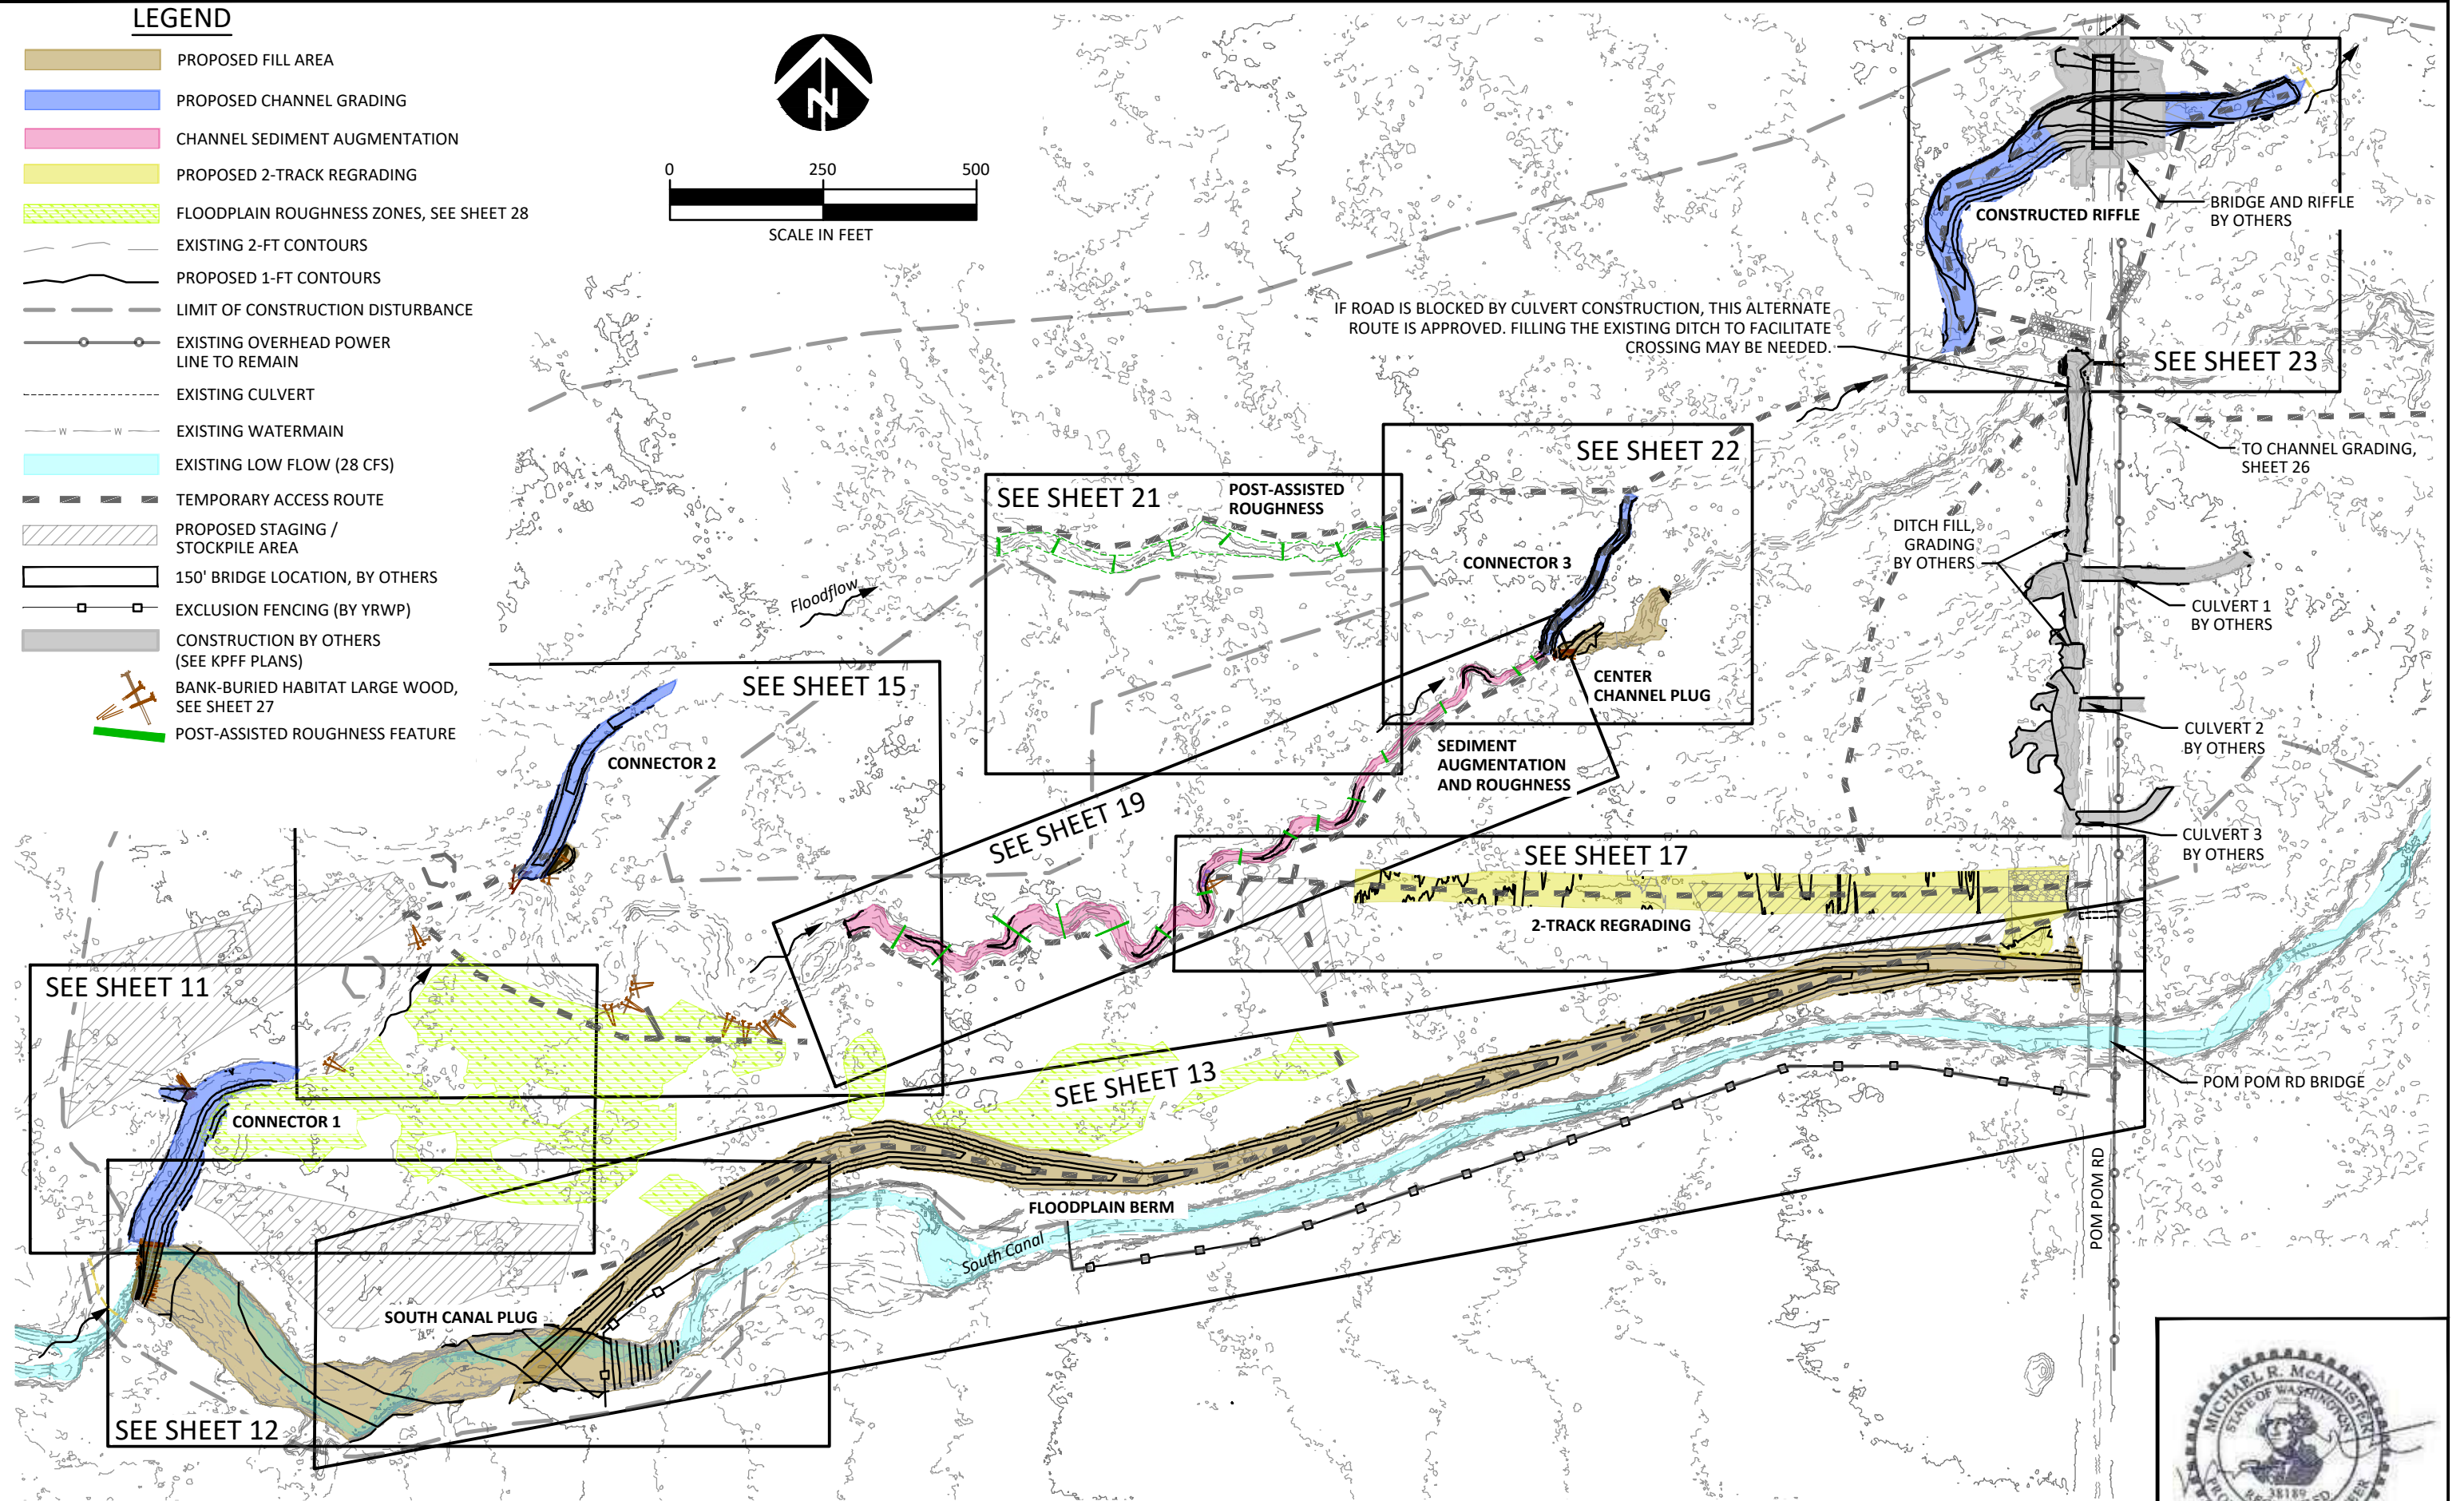 LEGEND
PROPOSED FILL AREA
PROPOSED CHANNEL GRADING
CHANNEL SEDIMENT AUGMENTATION
PROPOSED 2-TRACK REGRADING
FLOODPLAIN ROUGHNESS ZONES, SEE SHEET 28
EXISTING 2-FT CONTOURS
PROPOSED 1-FT CONTOURS
LIMIT OF CONSTRUCTION DISTURBANCE
EXISTING OVERHEAD POWER
LINE TO REMAIN
EXISTING CULVERT
W W
EXISTING WATERMAIN
EXISTING LOW FLOW (28 CFS)
TEMPORARY ACCESS ROUTE
PROPOSED STAGING /
STOCKPILE AREA
150' BRIDGE LOCATION, BY OTHERS
EXCLUSION FENCING (BY YRWP)
CONSTRUCTION BY OTHERS
(SEE KPFF PLANS)
BANK-BURIED HABITAT LARGE WOOD,
SEE SHEET 27
POST-ASSISTED ROUGHNESS FEATURE
N
0 250 500
SCALE IN FEET
CONSTRUCTED RIFFLE
BRIDGE AND RIFFLE
BY OTHERS
SEE SHEET 23
IF ROAD IS BLOCKED BY CULVERT CONSTRUCTION, THIS ALTERNATE
ROUTE IS APPROVED. FILLING THE EXISTING DITCH TO FACILITATE
CROSSING MAY BE NEEDED.
TO CHANNEL GRADING,
SHEET 26
SEE SHEET 22
SEE SHEET 21
POST-ASSISTED
ROUGHNESS
CONNECTOR 3
DITCH FILL,
GRADING
BY OTHERS
CULVERT 1
BY OTHERS
Floodflow
CENTER
CHANNEL PLUG
SEE SHEET 15
CONNECTOR 2
CULVERT 2
BY OTHERS
SEDIMENT
AUGMENTATION
AND ROUGHNESS
SEE SHEET 19
CULVERT 3
BY OTHERS
SEE SHEET 17
2-TRACK REGRADING
SEE SHEET 11
SEE SHEET 13
POM POM RD BRIDGE
CONNECTOR 1
POM POM RD
FLOODPLAIN BERM
South Canal
SOUTH CANAL PLUG
SEE SHEET 12
MICHAEL R. McALLISTER
STATE OF WASHINGTON
38189